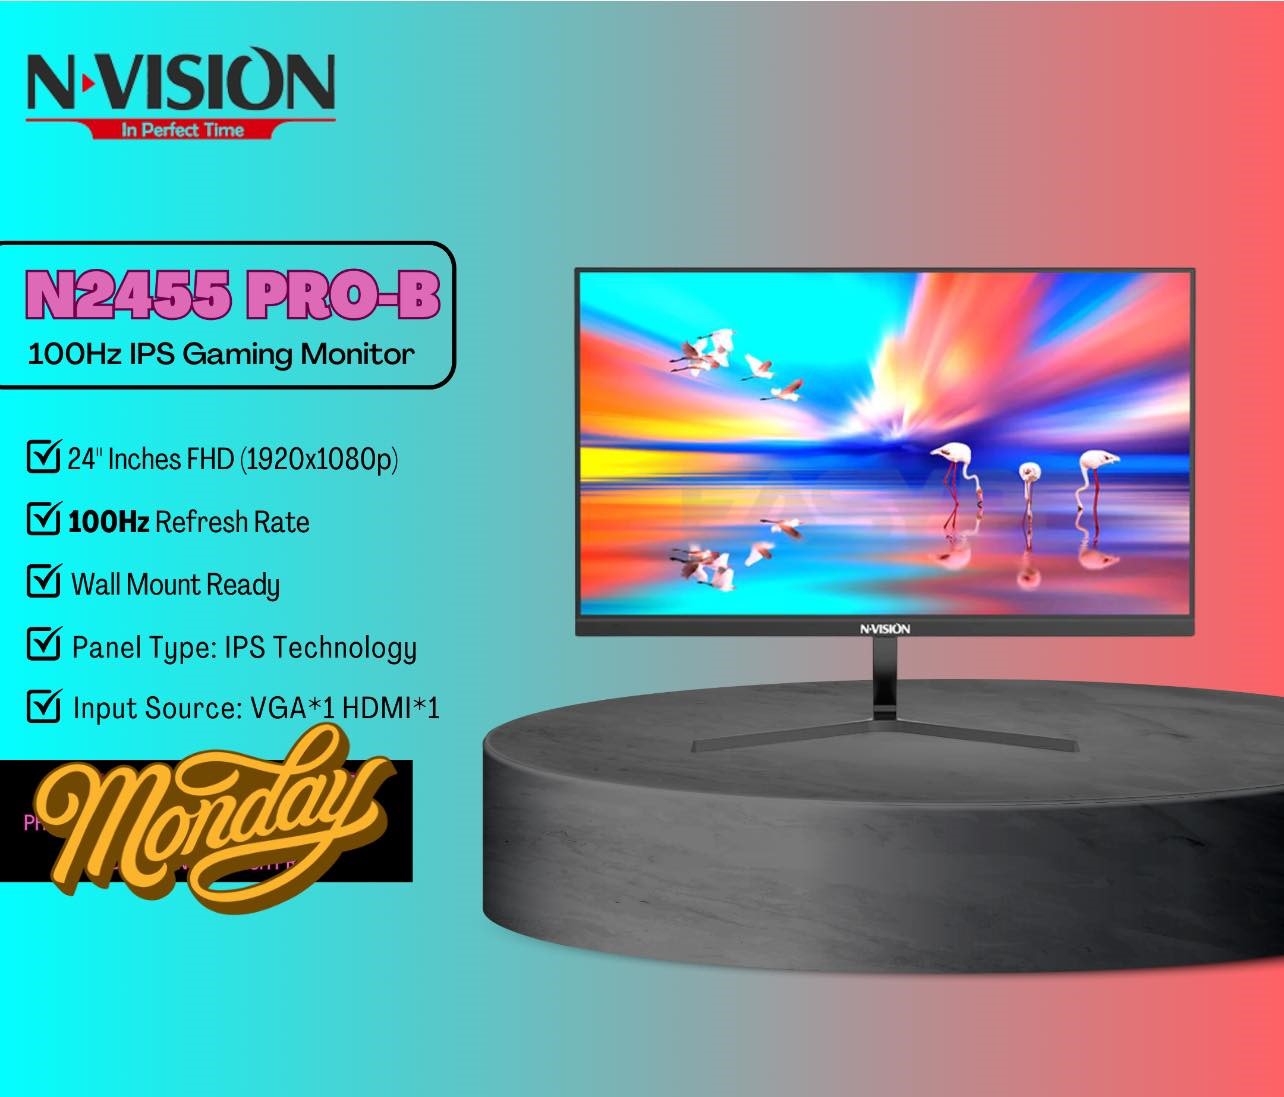 N-VISION
In Perfect Time
N2455 PRO-B
100Hz IPS Gaming Monitor
24" Inches FHD (1920x1080p)
100Hz Refresh Rate
Wall Mount Ready
Panel Type: IPS Technology
Input Source: VGA*1 HDMI*1
Monday
N-VISION